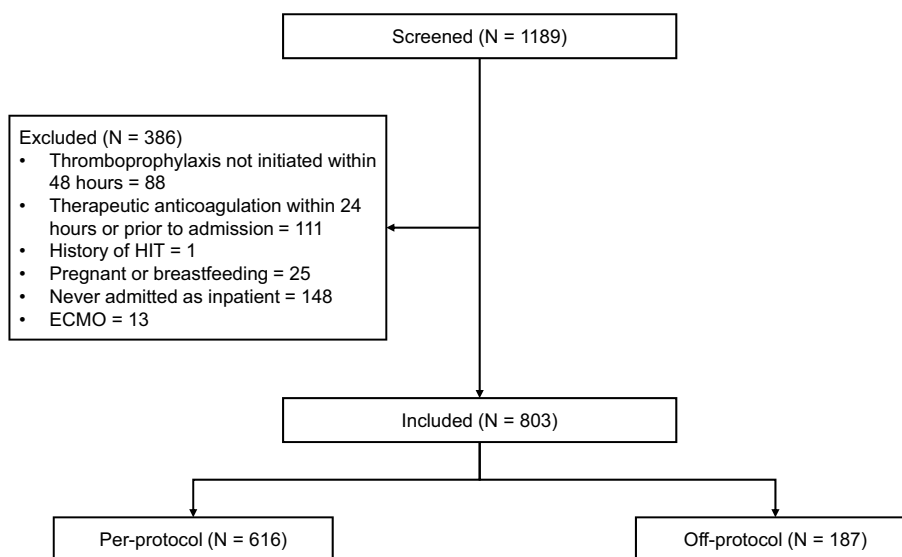 Screened (N = 1189)
Excluded (N = 386)
• Thromboprophylaxis not initiated within
48 hours = 88
• Therapeutic anticoagulation within 24
hours or prior to admission = 111
• History of HIT = 1
• Pregnant or breastfeeding = 25
• Never admitted as inpatient = 148
• ECMO = 13
Included (N = 803)
Per-protocol (N = 616)
Off-protocol (N = 187)